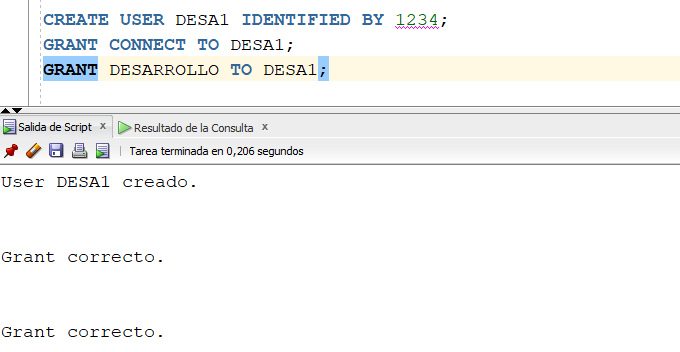 CREATE USER DESA1 IDENTIFIED BY 1234;
GRANT CONNECT TO DESA1;
GRANT DESARROLLO TO DESA1;
Salida de Script x Resultado de la Consulta x
Tarea terminada en 0,206 segundos
User DESA1 creado.
Grant correcto.
Grant correcto.